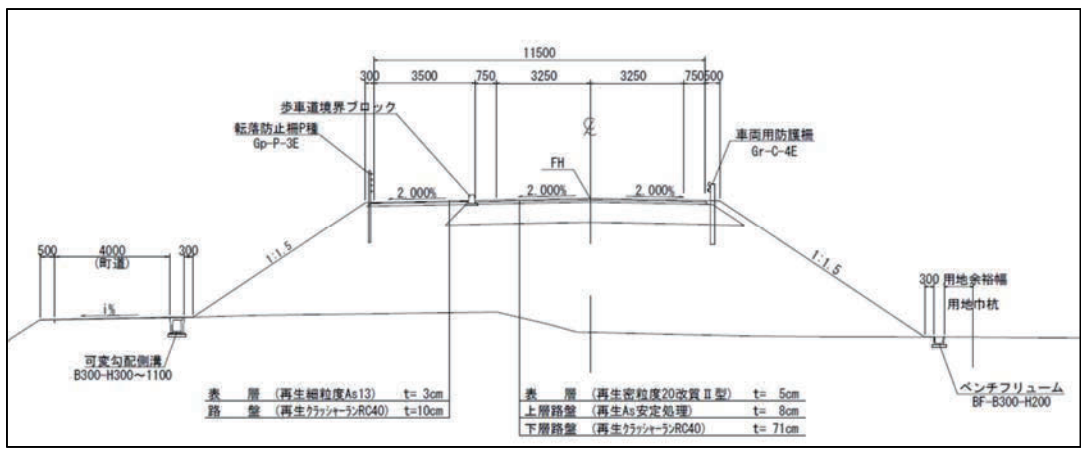 11500
300 3500 750 3250 3250 750 500
歩車道境界ブロック
転落防止柵P種
Gp-P-3E
車両用防護柵
Gr-C-4E
FH
2.000% 2.000% 2.000%
500 4000 300
(町道)
1:1.5
1:1.5
300 用地余裕幅
用地巾杭
i%
可変勾配側溝
B300-H300～1100
ベンチフリューム
BF-B300-H200
表 層 (再生細粒度As13) t= 3cm
路 盤 (再生クラッシャーランRC40) t=10cm
表 層 (再生密粒度20改質Ⅱ型) t= 5cm
上層路盤 (再生As安定処理) t= 8cm
下層路盤 (再生クラッシャーランRC40) t= 71cm